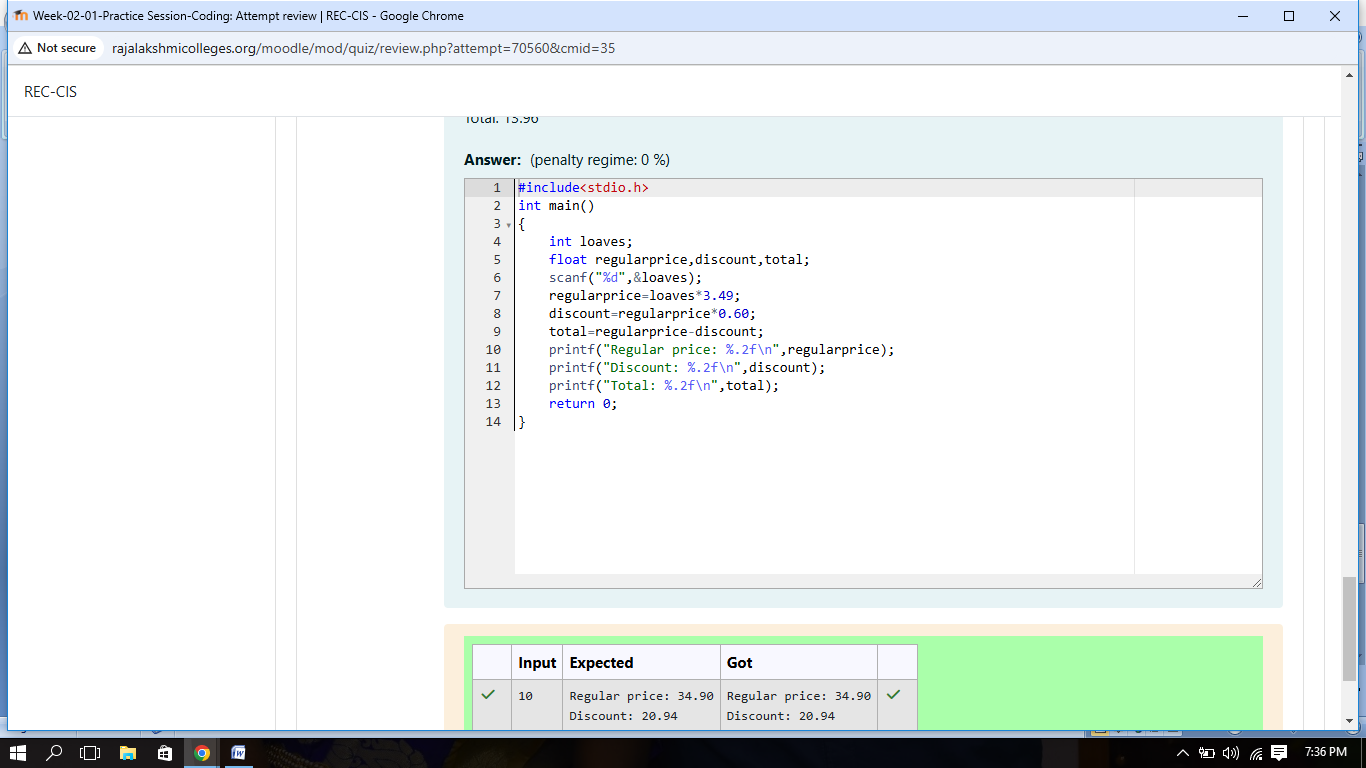 Week-02-01-Practice Session-Coding: Attempt review | REC-CIS - Google Chrome
Not secure rajalakshmicolleges.org/moodle/mod/quiz/review.php?attempt=70560&cmid=35
REC-CIS
Total: 13.96
Answer: (penalty regime: 0 %)
1 #include<stdio.h>
2 int main()
3 {
4 int loaves;
5 float regularprice,discount,total;
6 scanf("%d",&loaves);
7 regularprice=loaves*3.49;
8 discount=regularprice*0.60;
9 total=regularprice-discount;
10 printf("Regular price: %.2f\n",regularprice);
11 printf("Discount: %.2f\n",discount);
12 printf("Total: %.2f\n",total);
13 return 0;
14 }
Input Expected Got
10 Regular price: 34.90 Regular price: 34.90
Discount: 20.94 Discount: 20.94
7:36 PM